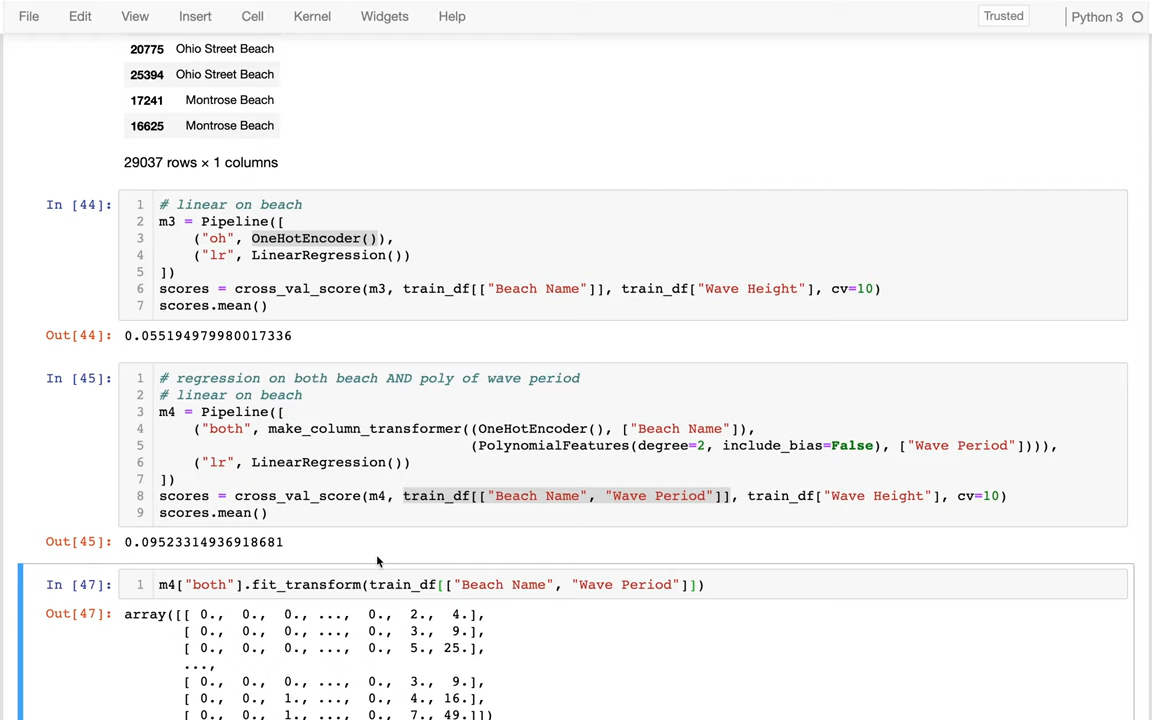 File Edit View Insert Cell Kernel Widgets Help Trusted Python 3
20775 Ohio Street Beach
25394 Ohio Street Beach
17241 Montrose Beach
16625 Montrose Beach
29037 rows × 1 columns
In [44]:
1 # linear on beach
2 m3 = Pipeline([
3     ("oh", OneHotEncoder()),
4     ("lr", LinearRegression())
5 ])
6 scores = cross_val_score(m3, train_df[["Beach Name"]], train_df["Wave Height"], cv=10)
7 scores.mean()
Out[44]: 0.055194979980017336
In [45]:
1 # regression on both beach AND poly of wave period
2 # linear on beach
3 m4 = Pipeline([
4     ("both", make_column_transformer((OneHotEncoder(), ["Beach Name"]),
5                                      (PolynomialFeatures(degree=2, include_bias=False), ["Wave Period"]))),
6     ("lr", LinearRegression())
7 ])
8 scores = cross_val_score(m4, train_df[["Beach Name", "Wave Period"]], train_df["Wave Height"], cv=10)
9 scores.mean()
Out[45]: 0.09523314936918681
In [47]: 1 m4["both"].fit_transform(train_df[["Beach Name", "Wave Period"]])
Out[47]: array([[ 0., 0., 0., ..., 0., 2., 4.],
[ 0., 0., 0., ..., 0., 3., 9.],
[ 0., 0., 0., ..., 0., 5., 25.],
...,
[ 0., 0., 0., ..., 0., 3., 9.],
[ 0., 0., 1., ..., 0., 4., 16.],
[ 0., 0., 1., ..., 0., 7., 49.]])